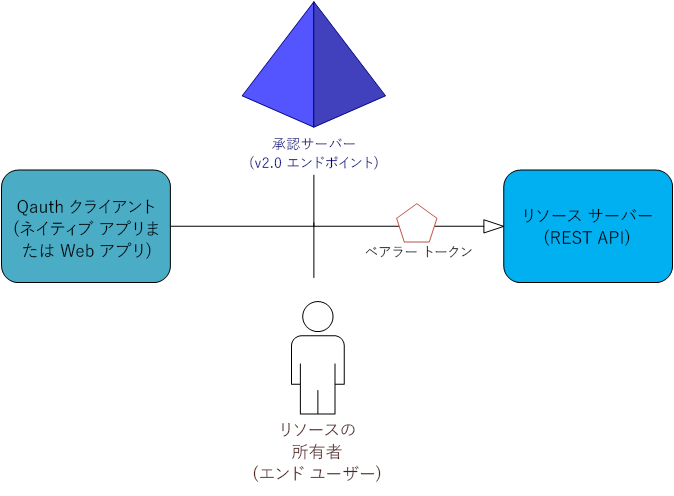 承認サーバー
(v2.0 エンドポイント)
Qauth クライアント
(ネイティブ アプリま
たは Web アプリ)
リソース サーバー
(REST API)
ベアラー トークン
リソースの
所有者
(エンド ユーザー)